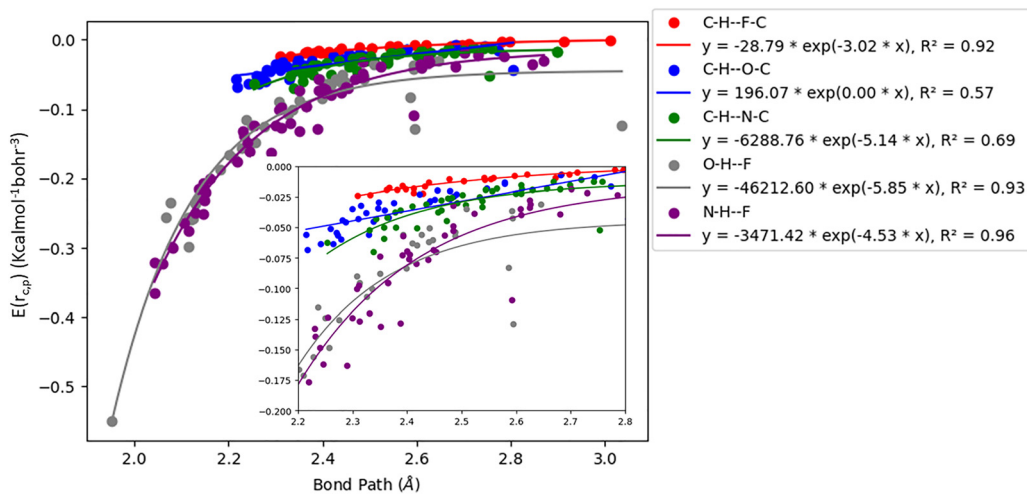 0.0
−0.1
−0.2
−0.3
−0.4
−0.5
E(rc,p) (Kcalmol⁻¹bohr⁻³)
2.0 2.2 2.4 2.6 2.8 3.0
Bond Path (Å)
0.000
−0.025
−0.050
−0.075
−0.100
−0.125
−0.150
−0.175
−0.200
2.2 2.3 2.4 2.5 2.6 2.7 2.8
C-H--F-C
y = -28.79 * exp(-3.02 * x), R² = 0.92
C-H--O-C
y = 196.07 * exp(0.00 * x), R² = 0.57
C-H--N-C
y = -6288.76 * exp(-5.14 * x), R² = 0.69
O-H--F
y = -46212.60 * exp(-5.85 * x), R² = 0.93
N-H--F
y = -3471.42 * exp(-4.53 * x), R² = 0.96